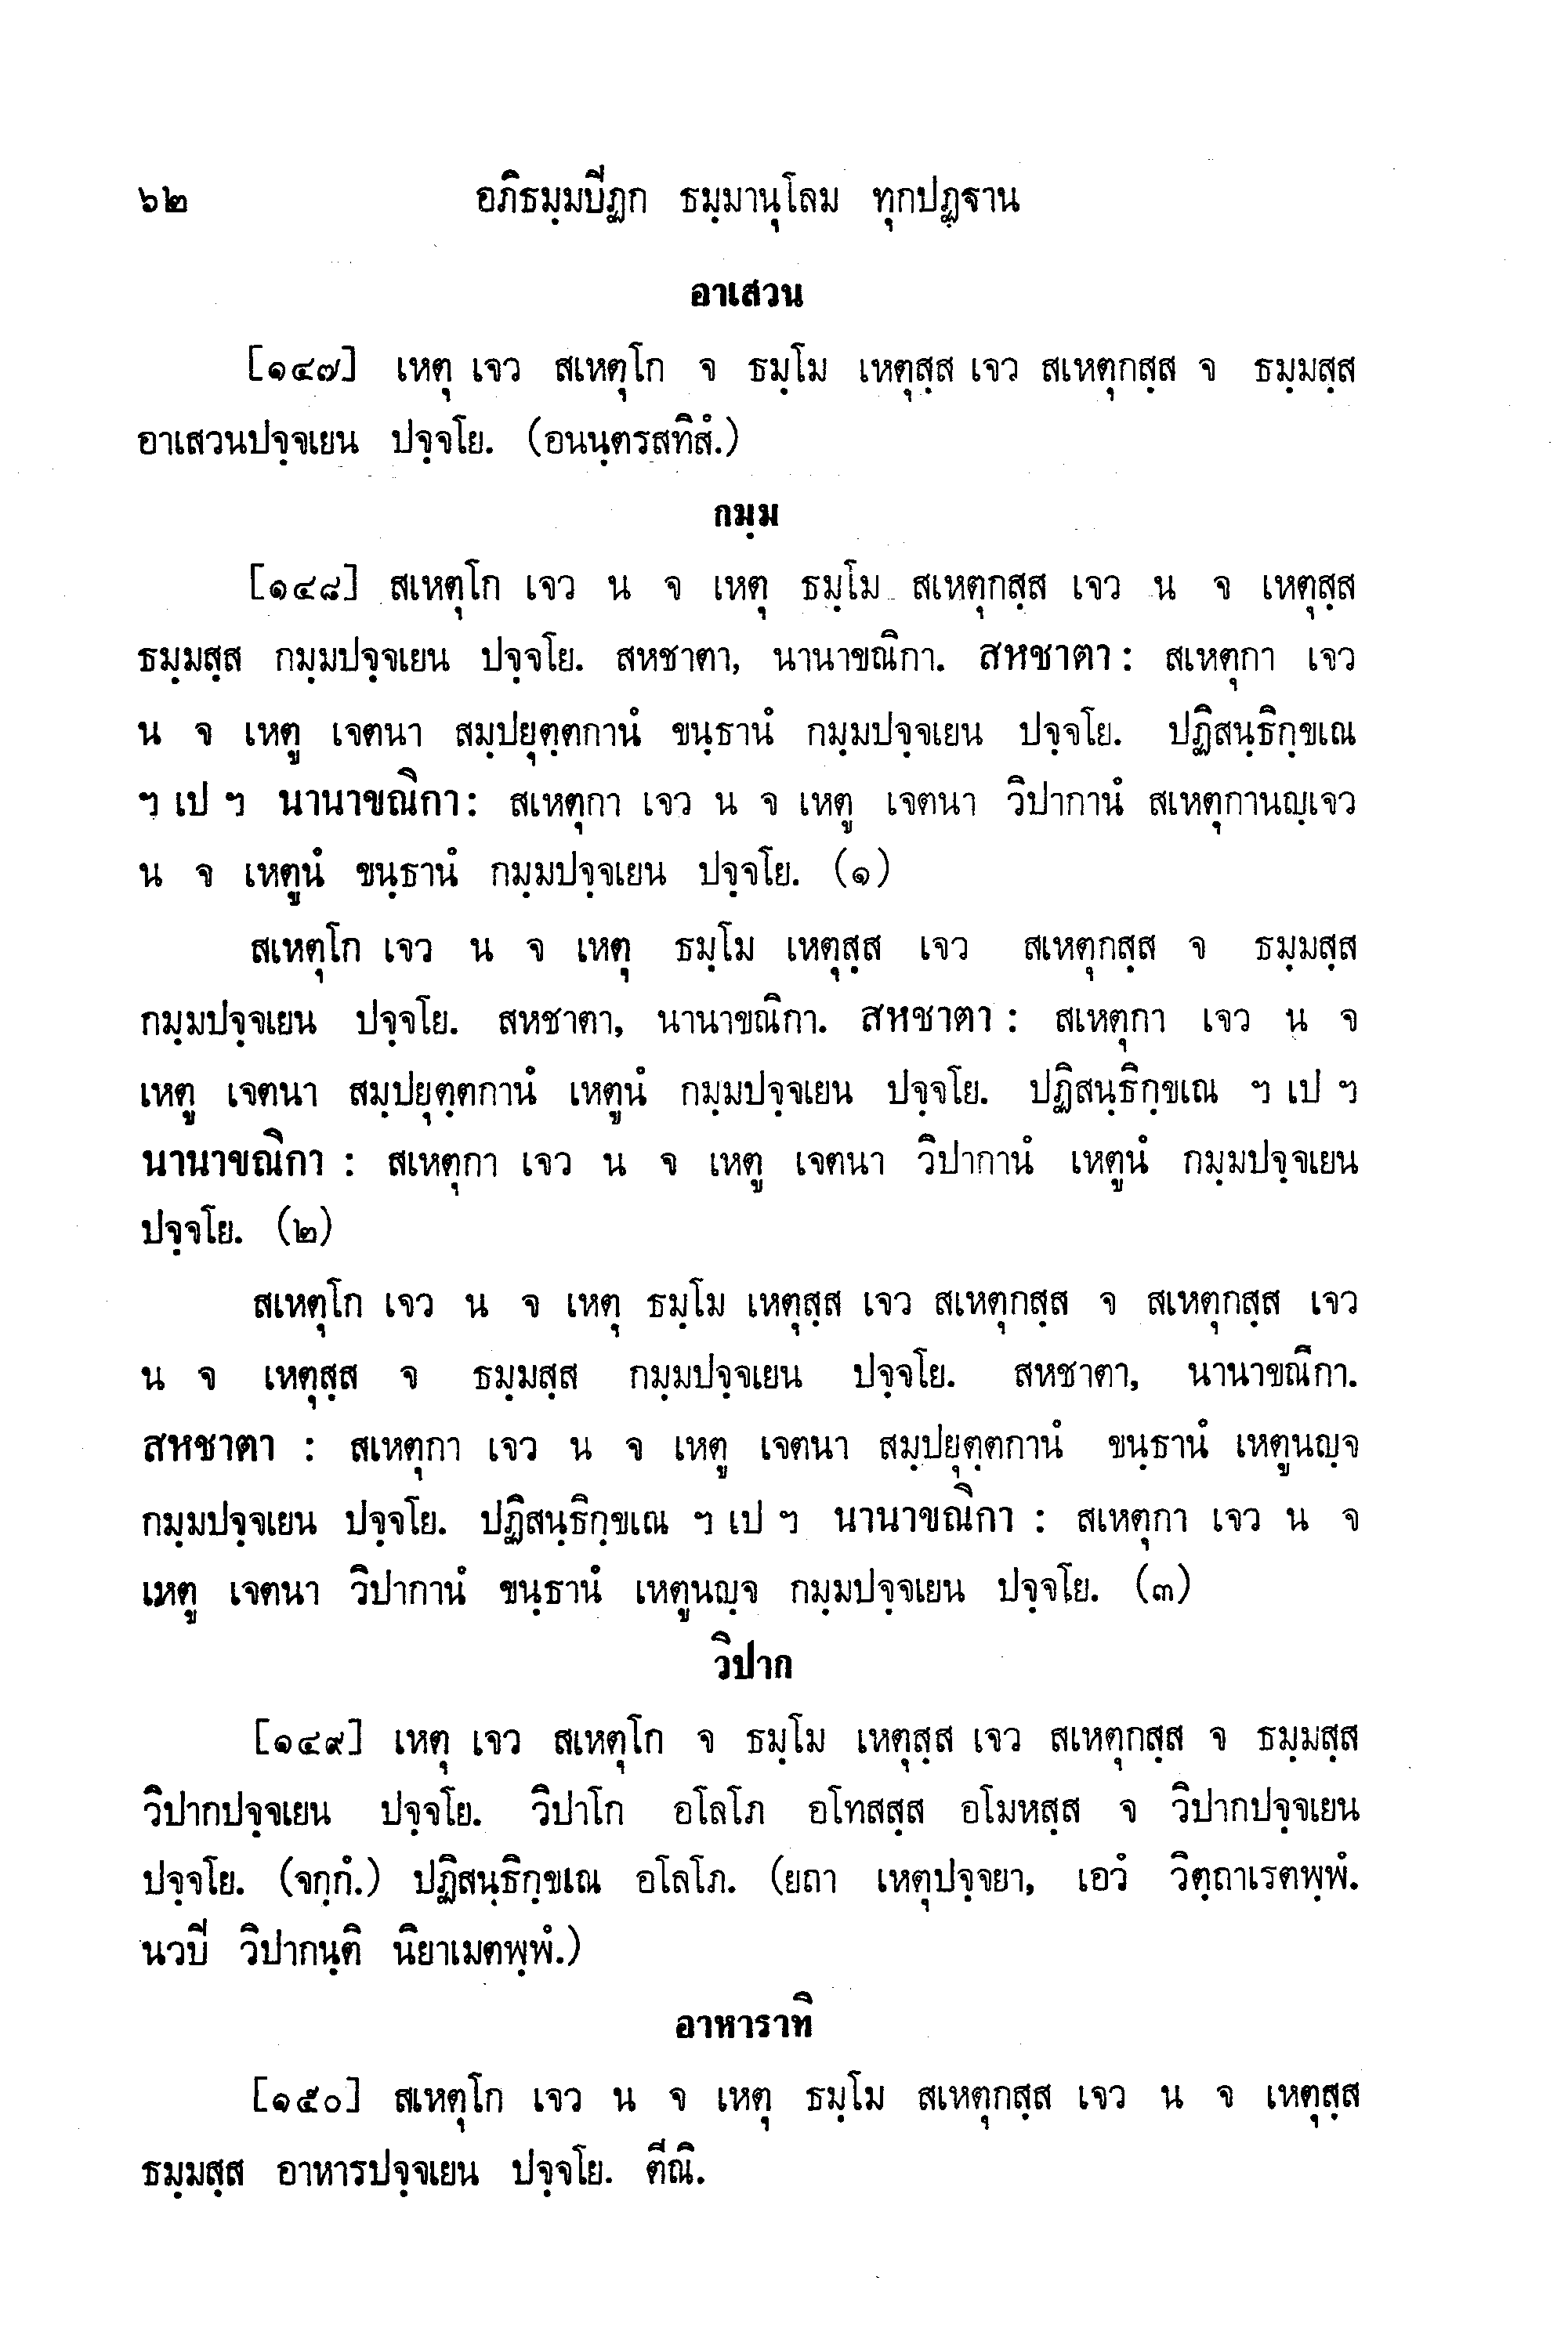 ๖๒ อภิธมฺมปีฏก ธมฺมานุโลม ทุกปฏฺฐาน
อาเสวน
[๑๔๗] เหตุ เจว สเหตุโก จ ธมฺโม เหตุสฺส เจว สเหตุกสฺส จ ธมฺมสฺส
อาเสวนปจฺจเยน ปจฺจโย. (อนนฺตรสทิสํ.)
กมฺม
[๑๔๘] สเหตุโก เจว น จ เหตุ ธมฺโม สเหตุกสฺส เจว น จ เหตุสฺส
ธมฺมสฺส กมฺมปจฺจเยน ปจฺจโย. สหชาตา, นานาขณิกา. สหชาตา : สเหตุกา เจว
น จ เหตู เจตนา สมฺปยุตฺตกานํ ขนฺธานํ กมฺมปจฺจเยน ปจฺจโย. ปฏิสนฺธิกฺขเณ
ฯ เป ฯ นานาขณิกา : สเหตุกา เจว น จ เหตู เจตนา วิปากานํ สเหตุกานญฺเจว
น จ เหตูนํ ขนฺธานํ กมฺมปจฺจเยน ปจฺจโย. (๑)
สเหตุโก เจว น จ เหตุ ธมฺโม เหตุสฺส เจว สเหตุกสฺส จ ธมฺมสฺส
กมฺมปจฺจเยน ปจฺจโย. สหชาตา, นานาขณิกา. สหชาตา : สเหตุกา เจว น จ
เหตู เจตนา สมฺปยุตฺตกานํ เหตูนํ กมฺมปจฺจเยน ปจฺจโย. ปฏิสนฺธิกฺขเณ ฯ เป ฯ
นานาขณิกา : สเหตุกา เจว น จ เหตู เจตนา วิปากานํ เหตูนํ กมฺมปจฺจเยน
ปจฺจโย. (๒)
สเหตุโก เจว น จ เหตุ ธมฺโม เหตุสฺส เจว สเหตุกสฺส จ สเหตุกสฺส เจว
น จ เหตุสฺส จ ธมฺมสฺส กมฺมปจฺจเยน ปจฺจโย. สหชาตา, นานาขณิกา.
สหชาตา : สเหตุกา เจว น จ เหตู เจตนา สมฺปยุตฺตกานํ ขนฺธานํ เหตูนญฺจ
กมฺมปจฺจเยน ปจฺจโย. ปฏิสนฺธิกฺขเณ ฯ เป ฯ นานาขณิกา : สเหตุกา เจว น จ
เหตู เจตนา วิปากานํ ขนฺธานํ เหตูนญฺจ กมฺมปจฺจเยน ปจฺจโย. (๓)
วิปาก
[๑๔๙] เหตุ เจว สเหตุโก จ ธมฺโม เหตุสฺส เจว สเหตุกสฺส จ ธมฺมสฺส
วิปากปจฺจเยน ปจฺจโย. วิปาโก อโลโภ อโทสสฺส อโมหสฺส จ วิปากปจฺจเยน
ปจฺจโย. (จกฺกํ.) ปฏิสนฺธิกฺขเณ อโลโภ. (ยถา เหตุปจฺจยา, เอวํ วิตฺถาเรตพฺพํ.
นวปี วิปากนฺติ นิยาเมตพฺพํ.)
อาหาราทิ
[๑๕๐] สเหตุโก เจว น จ เหตุ ธมฺโม สเหตุกสฺส เจว น จ เหตุสฺส
ธมฺมสฺส อาหารปจฺจเยน ปจฺจโย. ตีณิ.